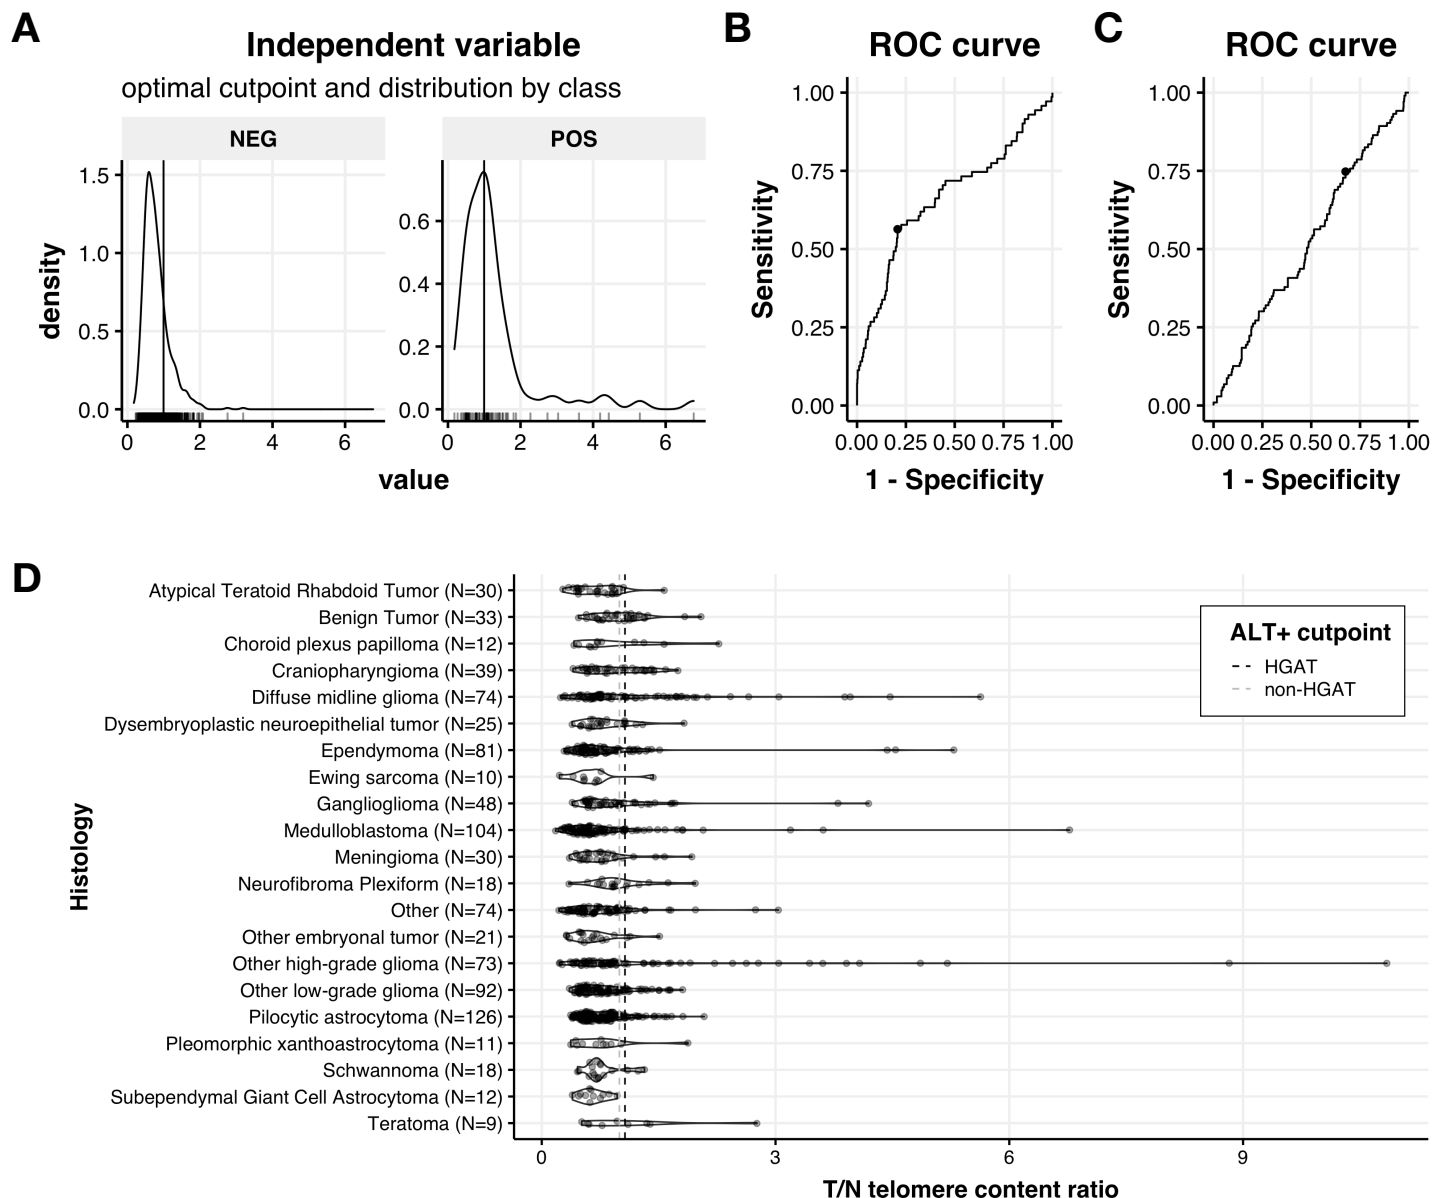 A
Independent variable
optimal cutpoint and distribution by class
NEG
POS
density
1.5
1.0
0.5
0.0
0.6
0.4
0.2
0.0
0 2 4 6
0 2 4 6
value
B
ROC curve
Sensitivity
1.00
0.75
0.50
0.25
0.00
0.00 0.25 0.50 0.75 1.00
1 - Specificity
C
ROC curve
Sensitivity
1.00
0.75
0.50
0.25
0.00
0.00 0.25 0.50 0.75 1.00
1 - Specificity
D
Histology
Atypical Teratoid Rhabdoid Tumor (N=30)
Benign Tumor (N=33)
Choroid plexus papilloma (N=12)
Craniopharyngioma (N=39)
Diffuse midline glioma (N=74)
Dysembryoplastic neuroepithelial tumor (N=25)
Ependymoma (N=81)
Ewing sarcoma (N=10)
Ganglioglioma (N=48)
Medulloblastoma (N=104)
Meningioma (N=30)
Neurofibroma Plexiform (N=18)
Other (N=74)
Other embryonal tumor (N=21)
Other high-grade glioma (N=73)
Other low-grade glioma (N=92)
Pilocytic astrocytoma (N=126)
Pleomorphic xanthoastrocytoma (N=11)
Schwannoma (N=18)
Subependymal Giant Cell Astrocytoma (N=12)
Teratoma (N=9)
ALT+ cutpoint
HGAT
non-HGAT
0 3 6 9
T/N telomere content ratio